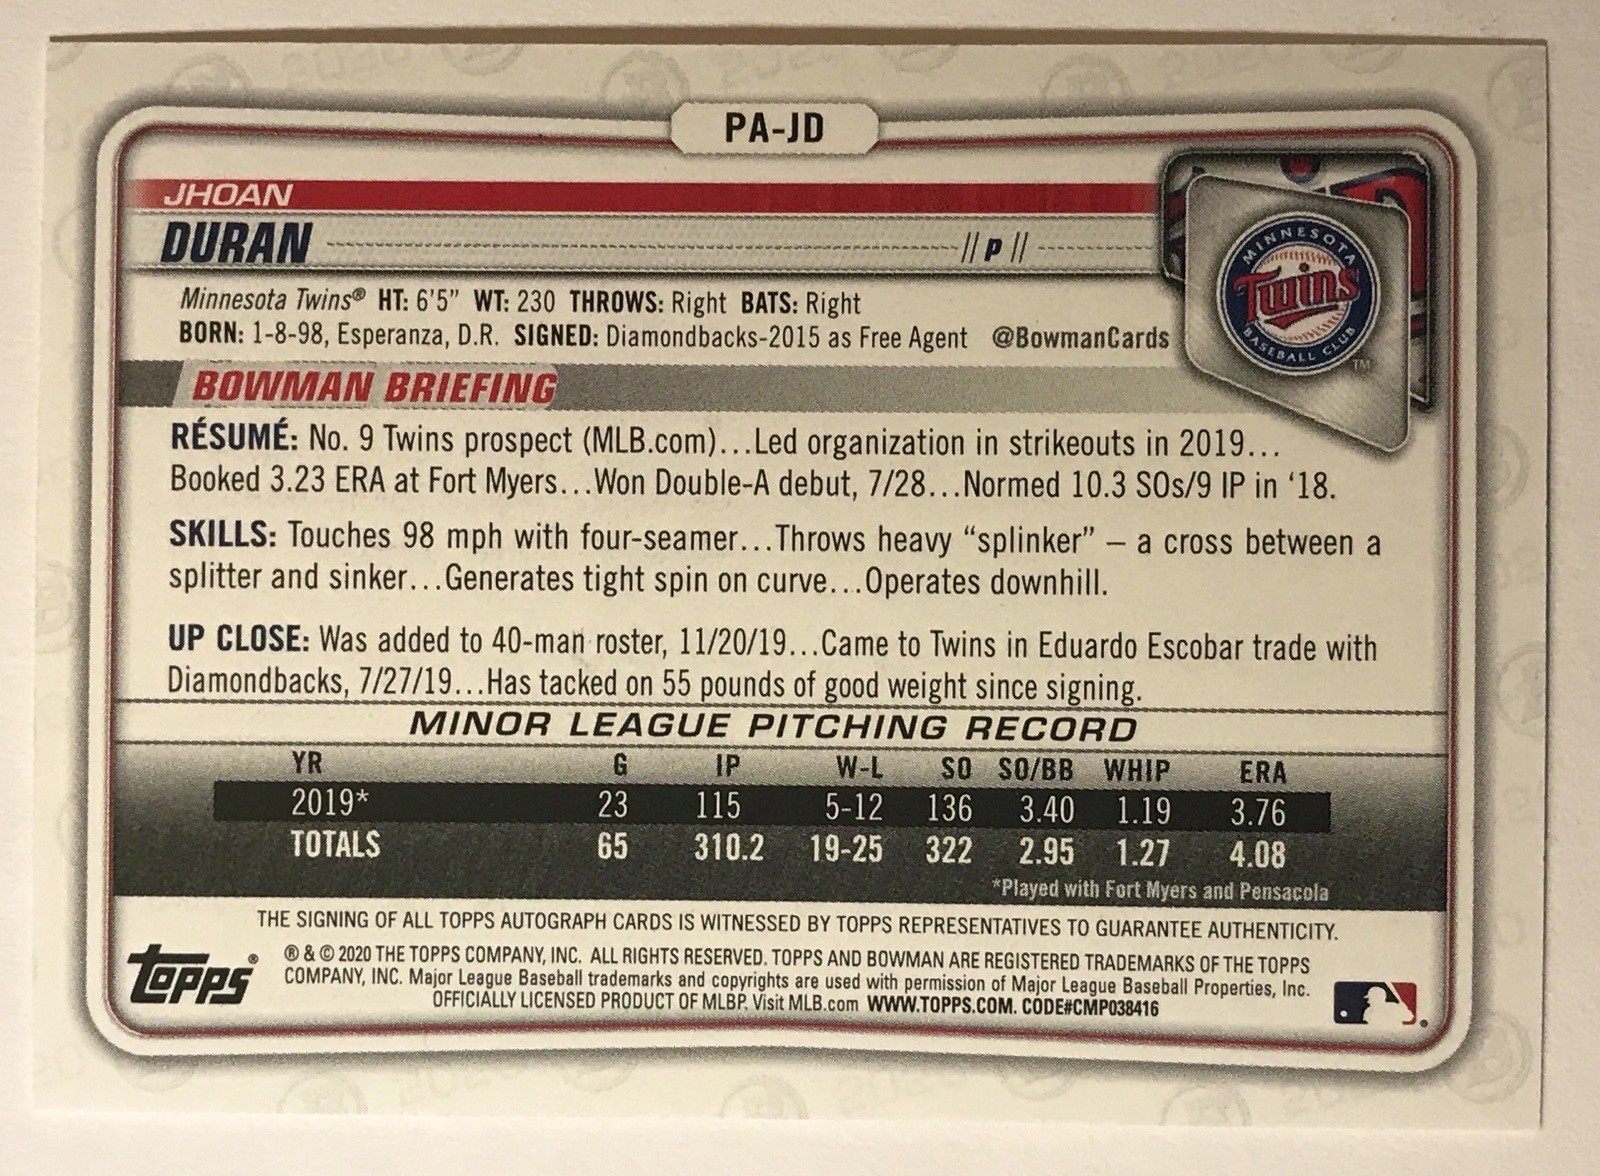 PA-JD
JHOAN
DURAN // P //
MINNESOTA
Twins
BASEBALL CLUB
TM
Minnesota Twins® HT: 6'5” WT: 230 THROWS: Right BATS: Right
BORN: 1-8-98, Esperanza, D.R. SIGNED: Diamondbacks-2015 as Free Agent @BowmanCards
BOWMAN BRIEFING
RÉSUMÉ: No. 9 Twins prospect (MLB.com)...Led organization in strikeouts in 2019...
Booked 3.23 ERA at Fort Myers...Won Double-A debut, 7/28...Normed 10.3 SOs/9 IP in ‘18.
SKILLS: Touches 98 mph with four-seamer...Throws heavy “splinker” – a cross between a
splitter and sinker...Generates tight spin on curve...Operates downhill.
UP CLOSE: Was added to 40-man roster, 11/20/19...Came to Twins in Eduardo Escobar trade with
Diamondbacks, 7/27/19...Has tacked on 55 pounds of good weight since signing.
MINOR LEAGUE PITCHING RECORD
YR G IP W-L SO SO/BB WHIP ERA
2019* 23 115 5-12 136 3.40 1.19 3.76
TOTALS 65 310.2 19-25 322 2.95 1.27 4.08
*Played with Fort Myers and Pensacola
THE SIGNING OF ALL TOPPS AUTOGRAPH CARDS IS WITNESSED BY TOPPS REPRESENTATIVES TO GUARANTEE AUTHENTICITY.
Topps®
® & © 2020 THE TOPPS COMPANY, INC. ALL RIGHTS RESERVED. TOPPS AND BOWMAN ARE REGISTERED TRADEMARKS OF THE TOPPS
COMPANY, INC. Major League Baseball trademarks and copyrights are used with permission of Major League Baseball Properties, Inc.
OFFICIALLY LICENSED PRODUCT OF MLBP. Visit MLB.com WWW.TOPPS.COM. CODE#CMP038416